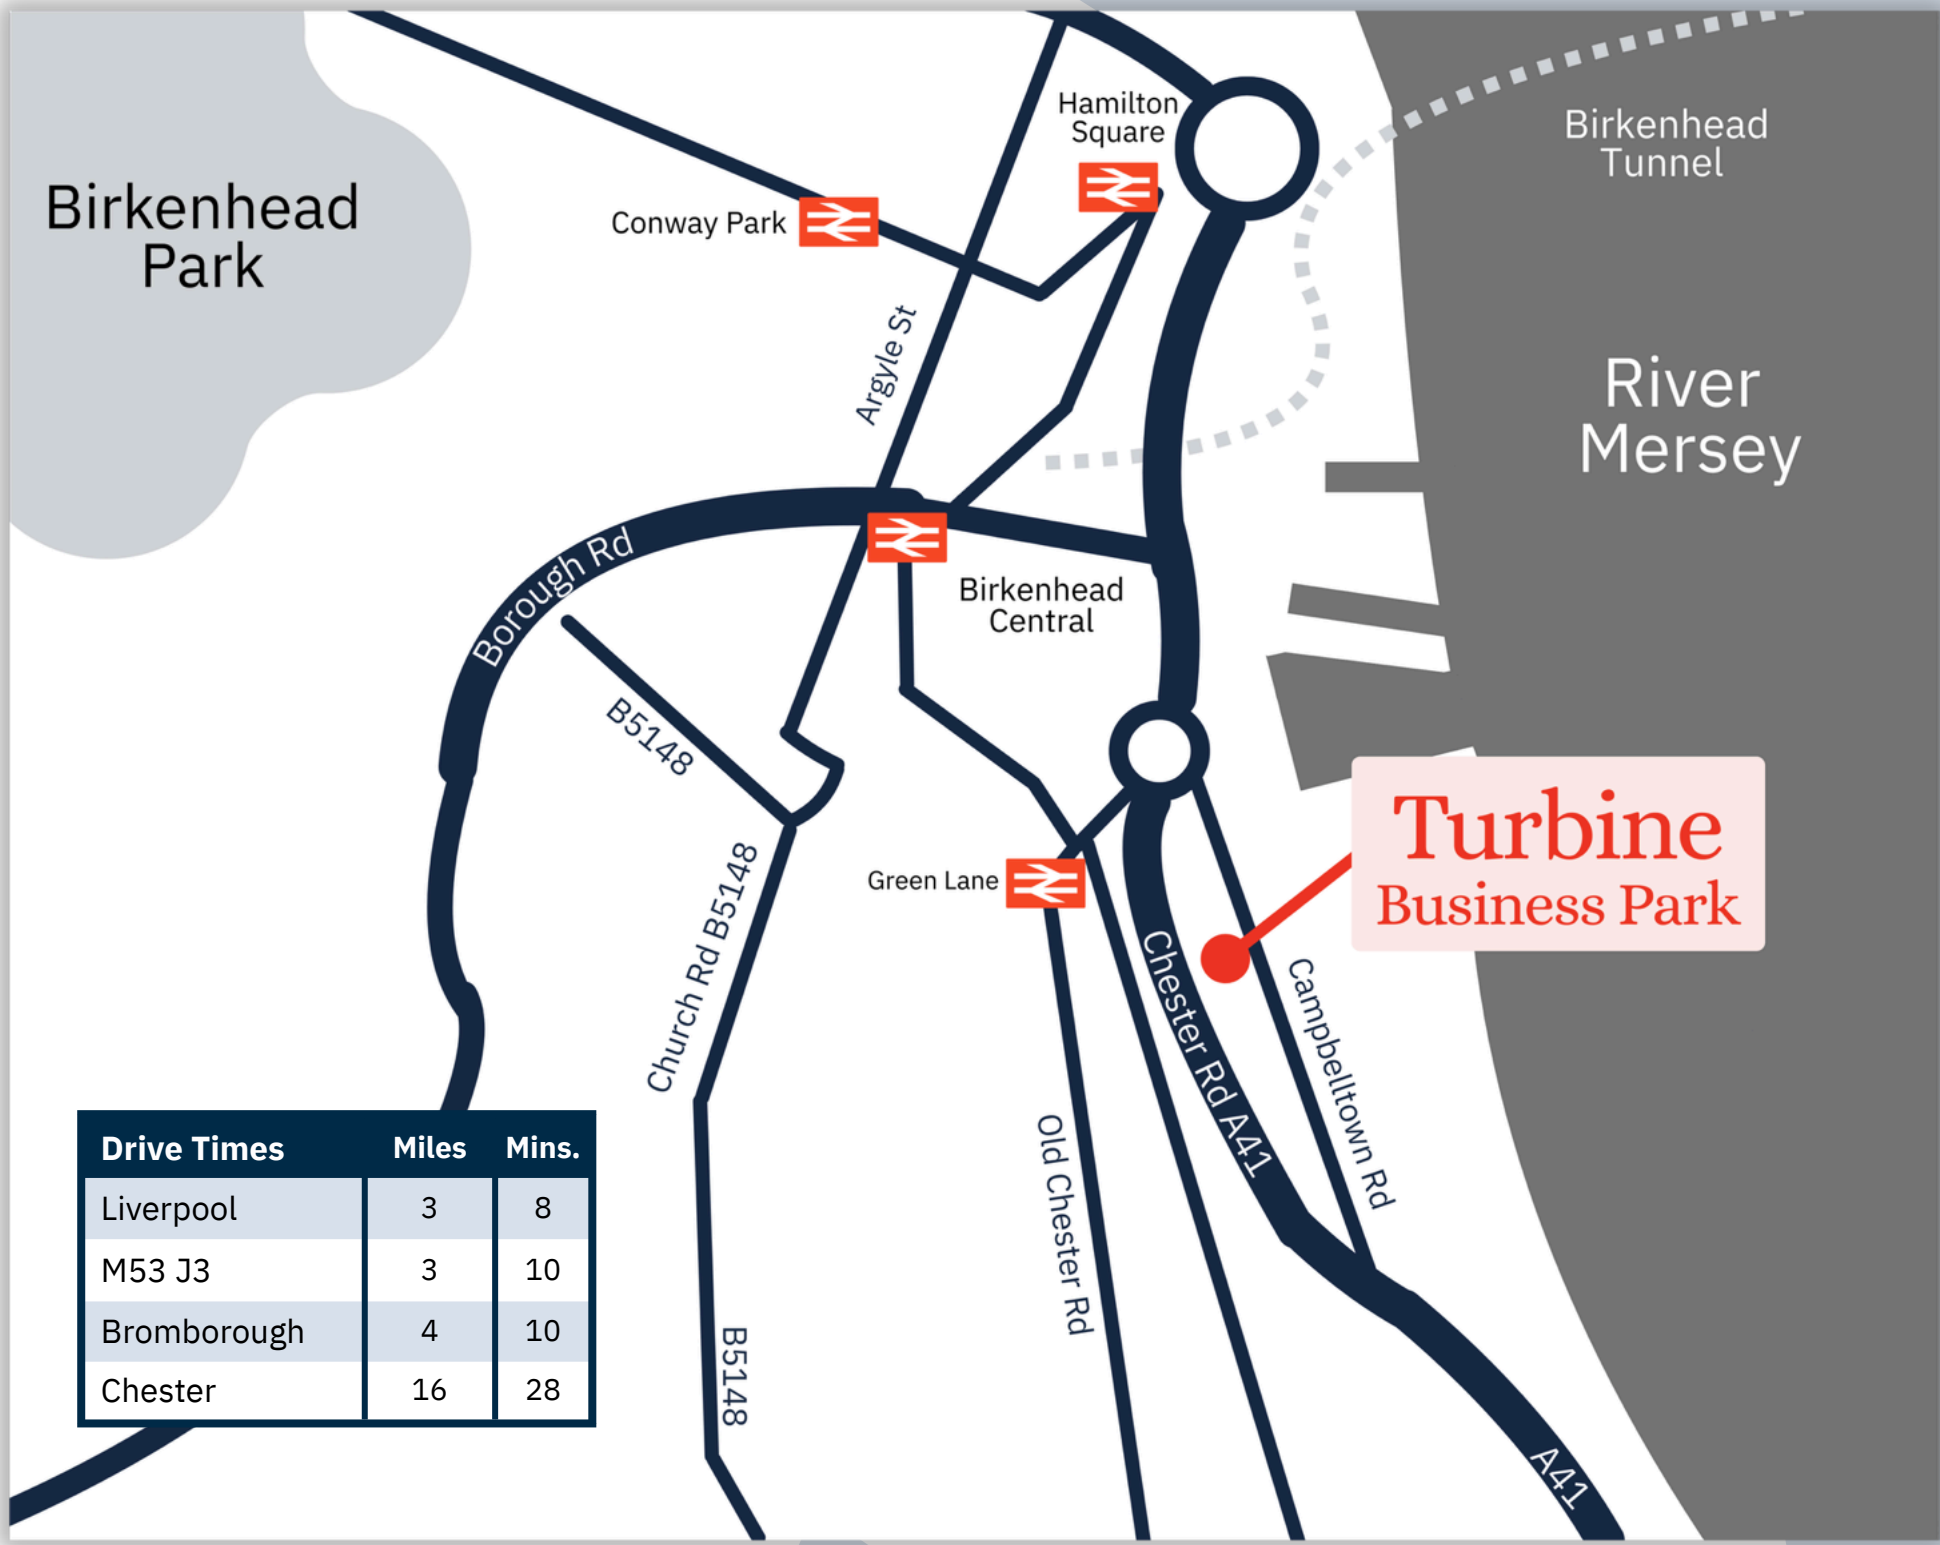 Hamilton
Square
Birkenhead
Tunnel
Birkenhead
Park
Conway Park
Argyle St
River
Mersey
Borough Rd
Birkenhead
Central
B5148
Turbine
Business Park
Green Lane
Church Rd B5148
Chester Rd A41
Campbelltown Rd
Old Chester Rd
Drive Times Miles Mins.
Liverpool 3 8
M53 J3 3 10
Bromborough 4 10
Chester 16 28
B5148
A41